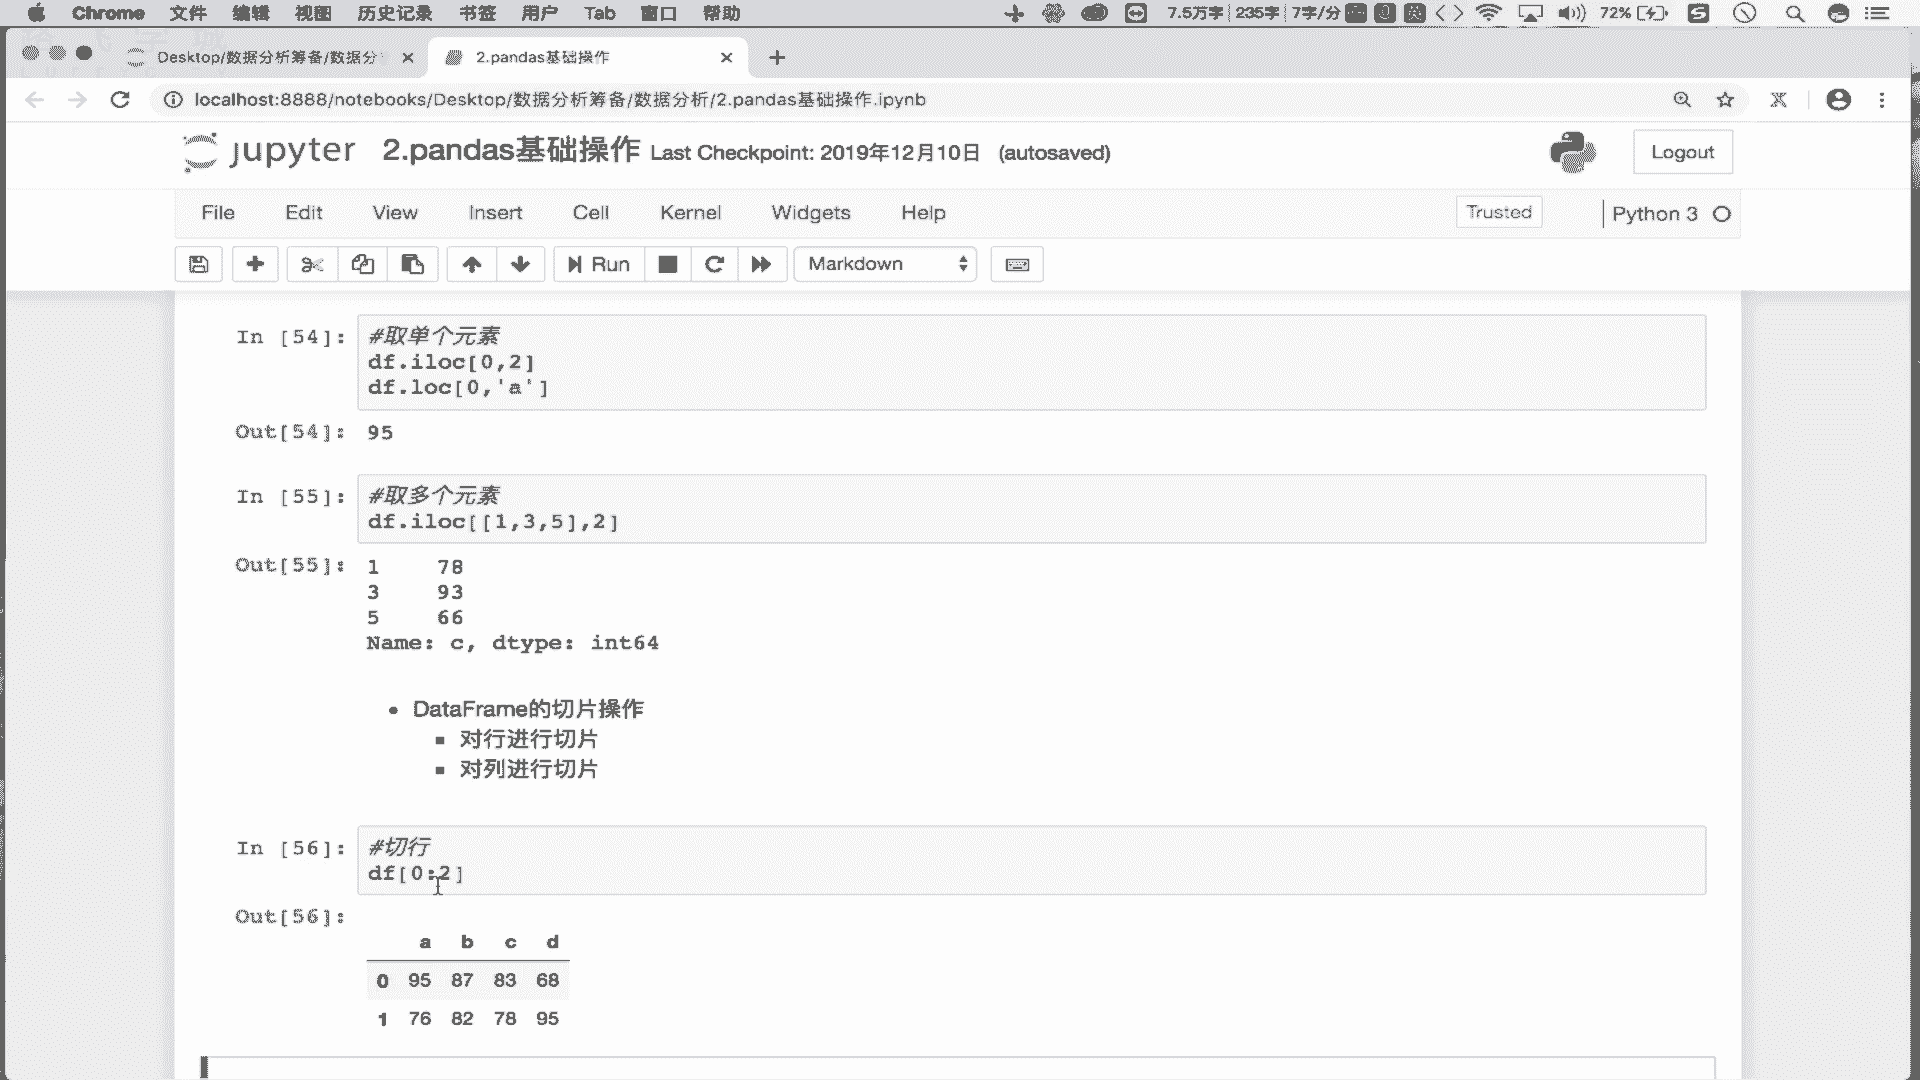 Chrome 文件 编辑 视图 历史记录 书签 用户 Tab 窗口 帮助 7.5万字 235字 7字/分 英 72%
Desktop/数据分析筹备/数据分 2.pandas基础操作
localhost:8888/notebooks/Desktop/数据分析筹备/数据分析/2.pandas基础操作.ipynb
jupyter 2.pandas基础操作 Last Checkpoint: 2019年12月10日 (autosaved) Logout
File Edit View Insert Cell Kernel Widgets Help Trusted Python 3
Run Markdown
In [54]: #取单个元素
df.iloc[0,2]
df.loc[0,'a']
Out[54]: 95
In [55]: #取多个元素
df.iloc[[1,3,5],2]
Out[55]: 1 78
3 93
5 66
Name: c, dtype: int64
DataFrame的切片操作
对行进行切片
对列进行切片
In [56]: #切行
df[0:2]
Out[56]:
a b c d
0 95 87 83 68
1 76 82 78 95